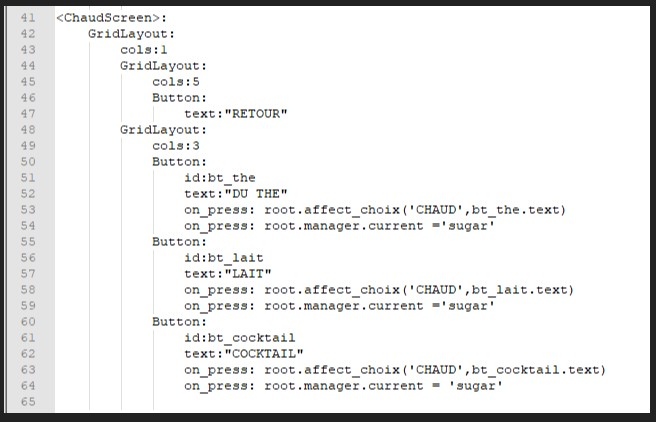 41 <ChaudScreen>:
42     GridLayout:
43         cols:1
44         GridLayout:
45             cols:5
46             Button:
47                 text:"RETOUR"
48         GridLayout:
49             cols:3
50             Button:
51                 id:bt_the
52                 text:"DU THE"
53                 on_press: root.affect_choix('CHAUD',bt_the.text)
54                 on_press: root.manager.current ='sugar'
55             Button:
56                 id:bt_lait
57                 text:"LAIT"
58                 on_press: root.affect_choix('CHAUD',bt_lait.text)
59                 on_press: root.manager.current ='sugar'
60             Button:
61                 id:bt_cocktail
62                 text:"COCKTAIL"
63                 on_press: root.affect_choix('CHAUD',bt_cocktail.text)
64                 on_press: root.manager.current = 'sugar'
65